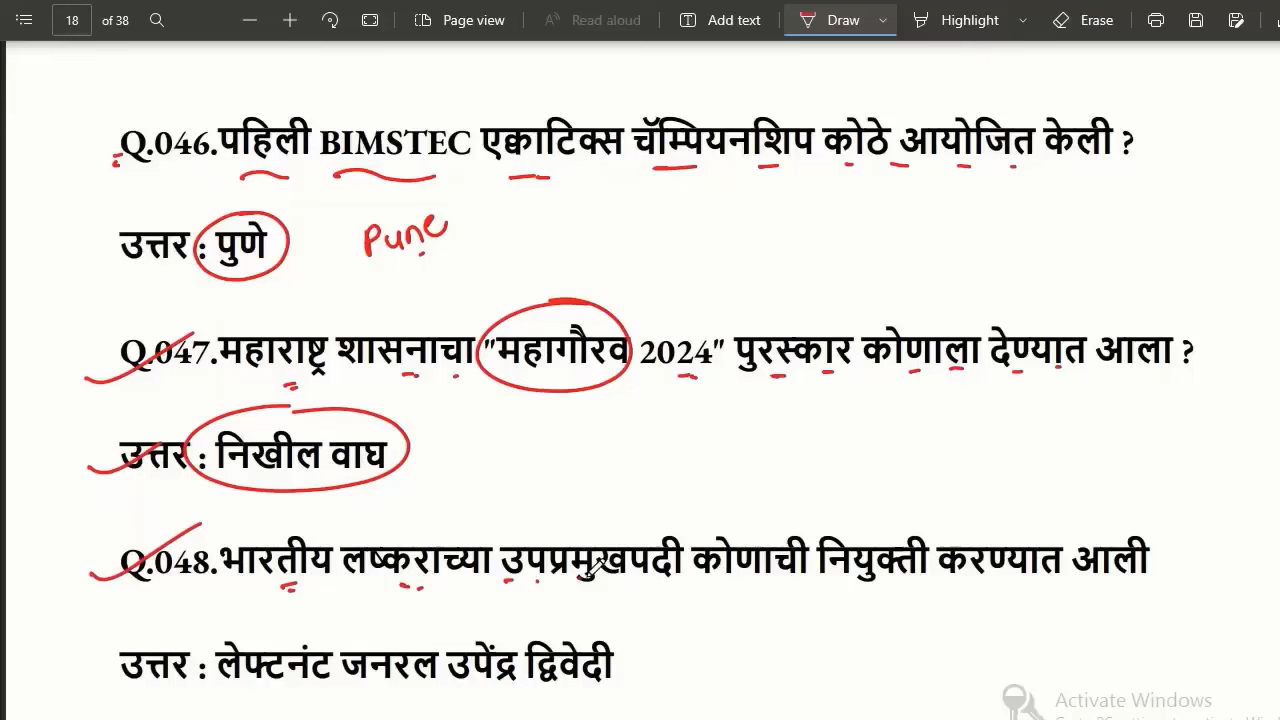 18 of 38 Page view Read aloud Add text Draw Highlight Erase
Q.046.पहिली BIMSTEC एक्वाटिक्स चॅम्पियनशिप कोठे आयोजित केली ?
उत्तर : पुणे Pune
Q.047.महाराष्ट्र शासनाचा "महागौरव 2024" पुरस्कार कोणाला देण्यात आला ?
उत्तर : निखील वाघ
Q.048.भारतीय लष्कराच्या उपप्रमुखपदी कोणाची नियुक्ती करण्यात आली
उत्तर : लेफ्टनंट जनरल उपेंद्र द्विवेदी
Activate Windows